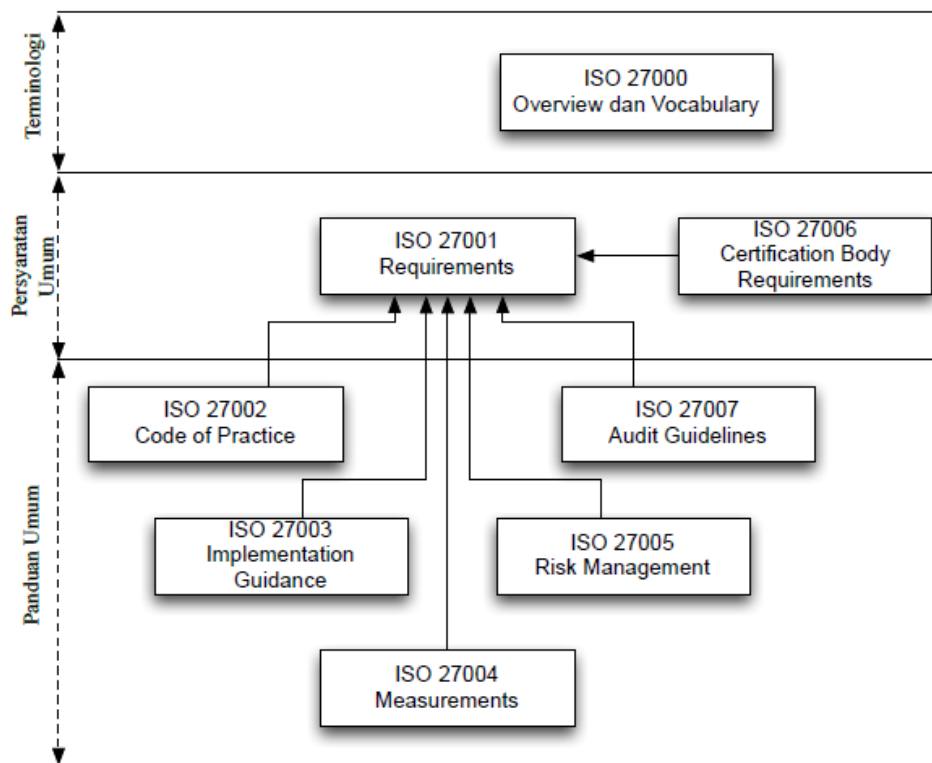 Terminologi
ISO 27000
Overview dan Vocabulary
Persyaratan
Umum
ISO 27001
Requirements
ISO 27006
Certification Body
Requirements
Panduan Umum
ISO 27002
Code of Practice
ISO 27007
Audit Guidelines
ISO 27003
Implementation
Guidance
ISO 27005
Risk Management
ISO 27004
Measurements